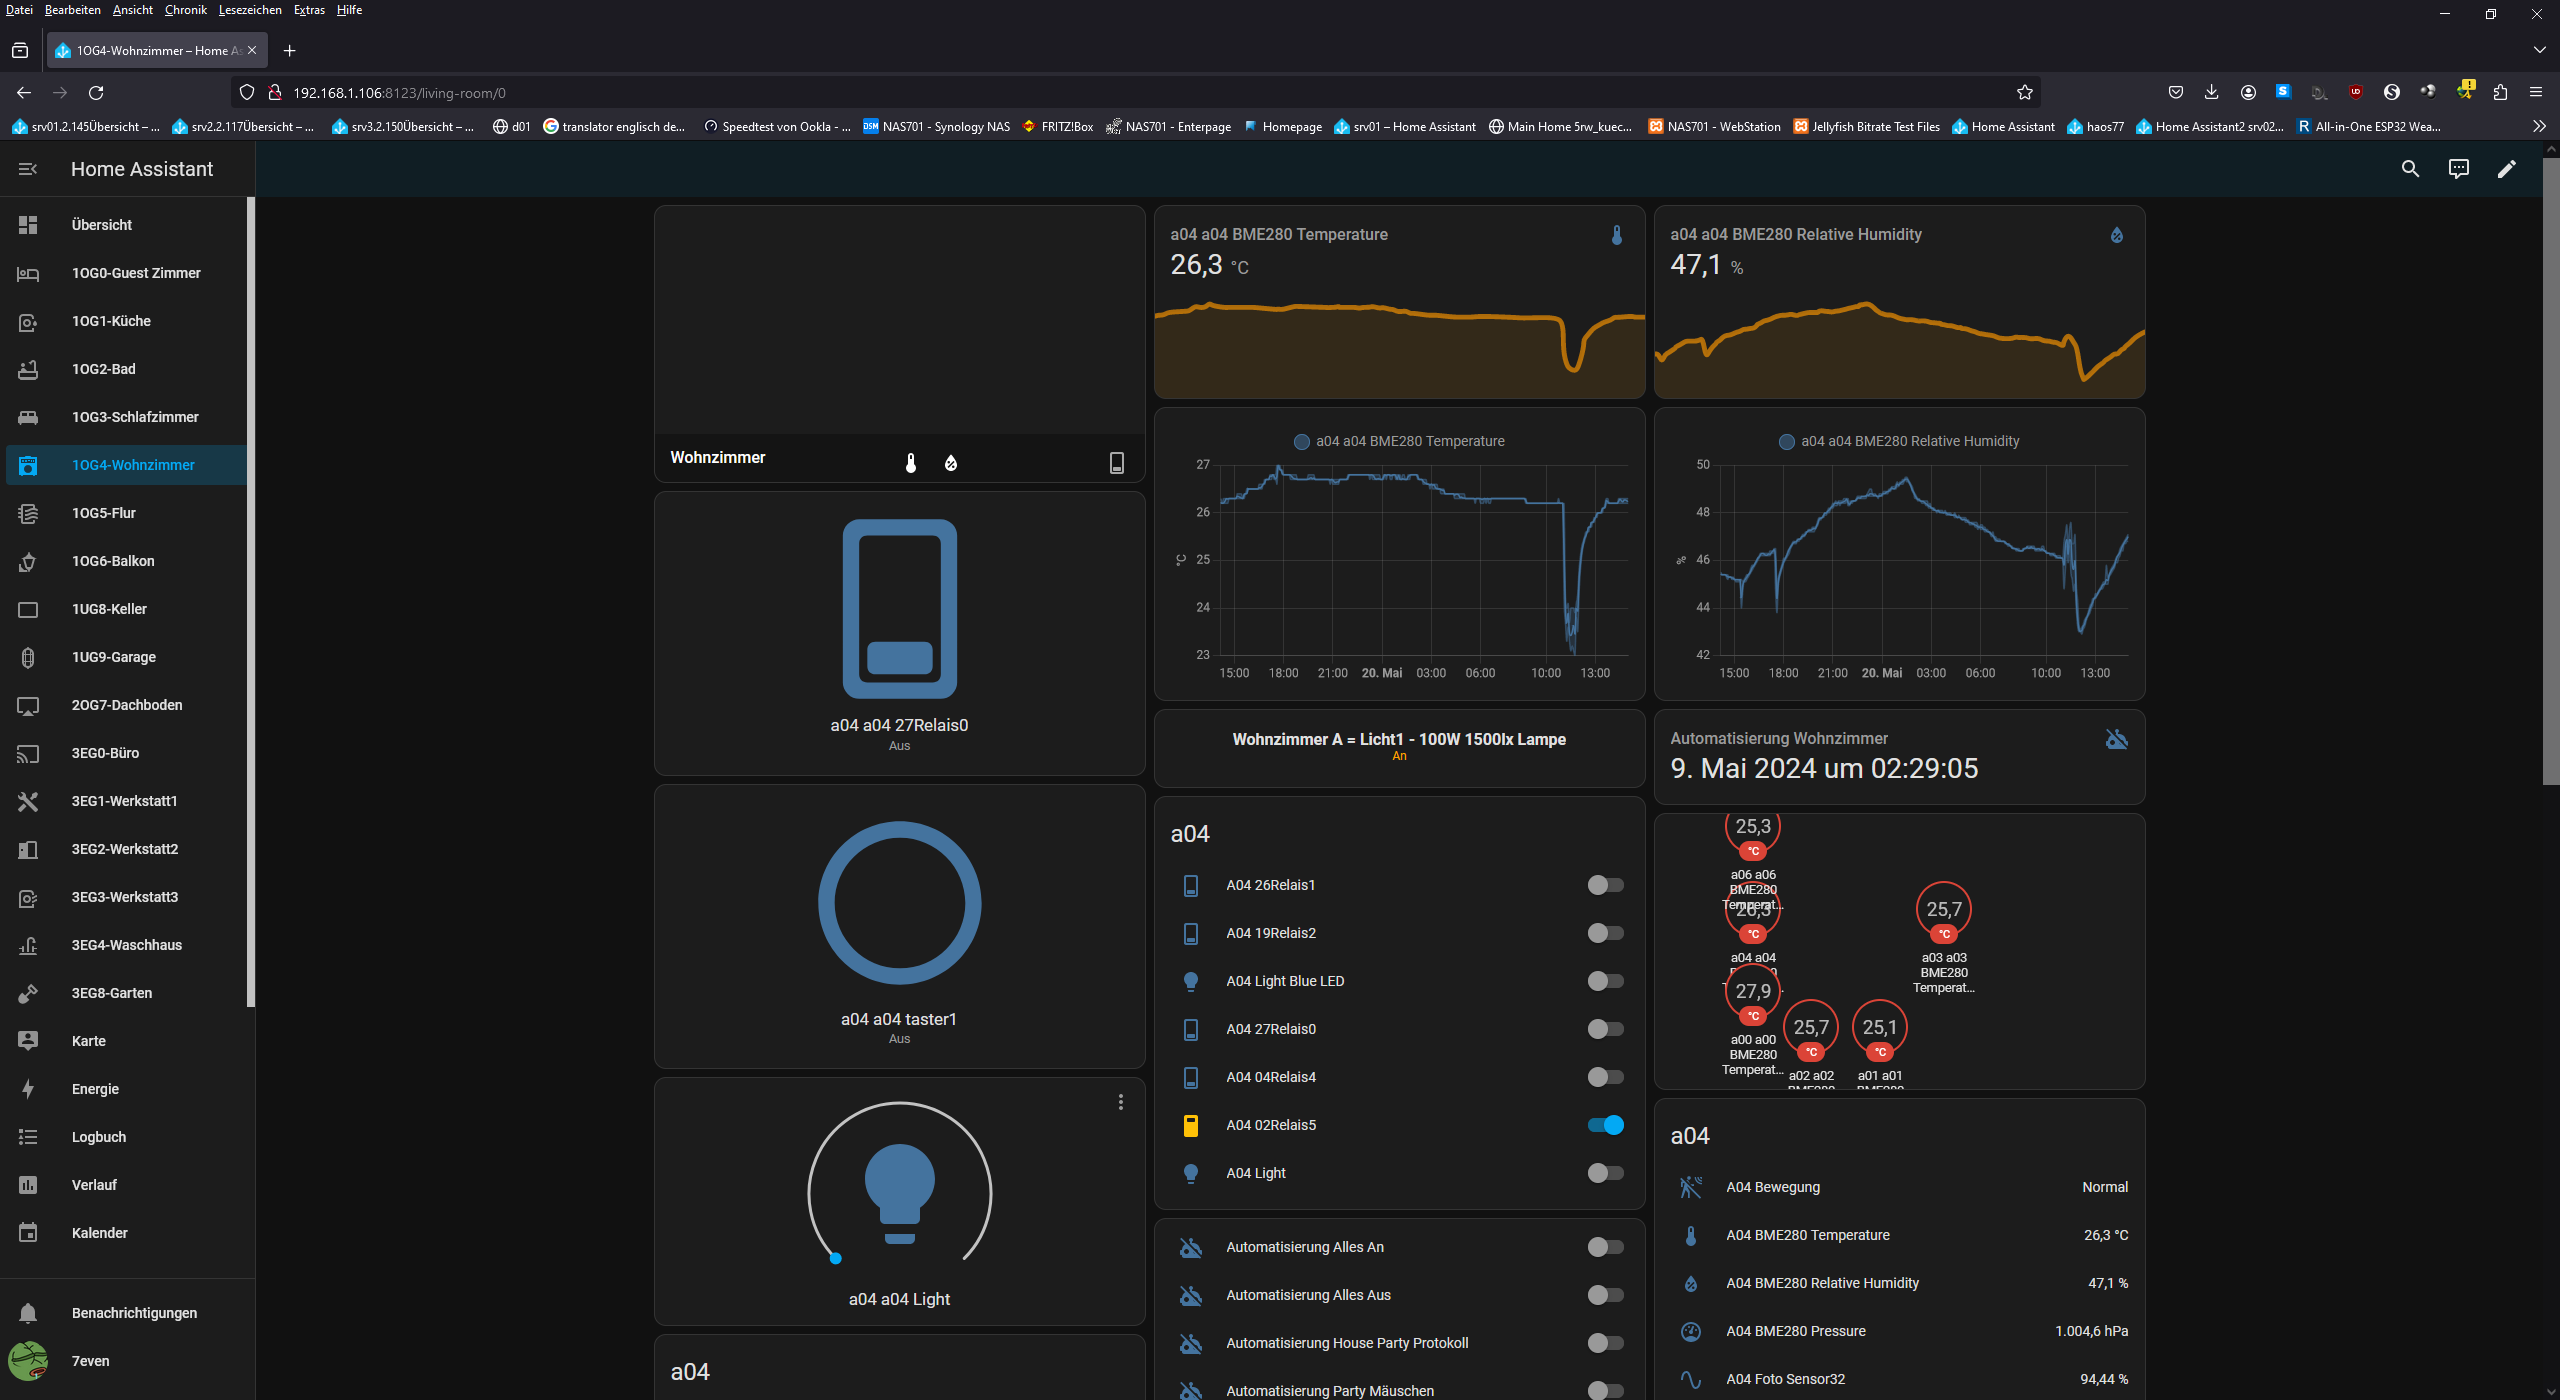 Datei Bearbeiten Ansicht Chronik Lesezeichen Extras Hilfe
1OG4-Wohnzimmer – Home As
192.168.1.106:8123/living-room/0
srv01.2.145Übersicht – ...
srv2.2.117Übersicht – ...
srv3.2.150Übersicht – ...
d01
translator englisch de...
Speedtest von Ookla - ...
NAS701 - Synology NAS
FRITZ!Box
NAS701 - Enterpage
Homepage
srv01 – Home Assistant
Main Home 5rw_kuec...
NAS701 - WebStation
Jellyfish Bitrate Test Files
Home Assistant
haos77
Home Assistant2 srv02...
All-in-One ESP32 Wea...
Home Assistant
Übersicht
1OG0-Guest Zimmer
1OG1-Küche
1OG2-Bad
1OG3-Schlafzimmer
1OG4-Wohnzimmer
1OG5-Flur
1OG6-Balkon
1UG8-Keller
1UG9-Garage
2OG7-Dachboden
3EG0-Büro
3EG1-Werkstatt1
3EG2-Werkstatt2
3EG3-Werkstatt3
3EG4-Waschhaus
3EG8-Garten
Karte
Energie
Logbuch
Verlauf
Kalender
Benachrichtigungen
7even
Wohnzimmer
a04 a04 27Relais0
Aus
a04 a04 taster1
Aus
a04 a04 Light
a04
a04 a04 BME280 Temperature
26,3 °C
a04 a04 BME280 Temperature
27
26
25
24
23
°C
15:00 18:00 21:00 20. Mai 03:00 06:00 10:00 13:00
Wohnzimmer A = Licht1 - 100W 1500lx Lampe
An
a04
A04 26Relais1
A04 19Relais2
A04 Light Blue LED
A04 27Relais0
A04 04Relais4
A04 02Relais5
A04 Light
Automatisierung Alles An
Automatisierung Alles Aus
Automatisierung House Party Protokoll
Automatisierung Party Mäuschen
a04 a04 BME280 Relative Humidity
47,1 %
a04 a04 BME280 Relative Humidity
50
48
46
44
42
%
15:00 18:00 21:00 20. Mai 03:00 06:00 10:00 13:00
Automatisierung Wohnzimmer
9. Mai 2024 um 02:29:05
25,3
°C
a06 a06
BME280
Temperat...
26,3
°C
a04 a04
25,7
°C
a03 a03
BME280
Temperat...
27,9
°C
a00 a00
BME280
Temperat...
25,7
°C
a02 a02
25,1
°C
a01 a01
a04
A04 Bewegung Normal
A04 BME280 Temperature 26,3 °C
A04 BME280 Relative Humidity 47,1 %
A04 BME280 Pressure 1.004,6 hPa
A04 Foto Sensor32 94,44 %